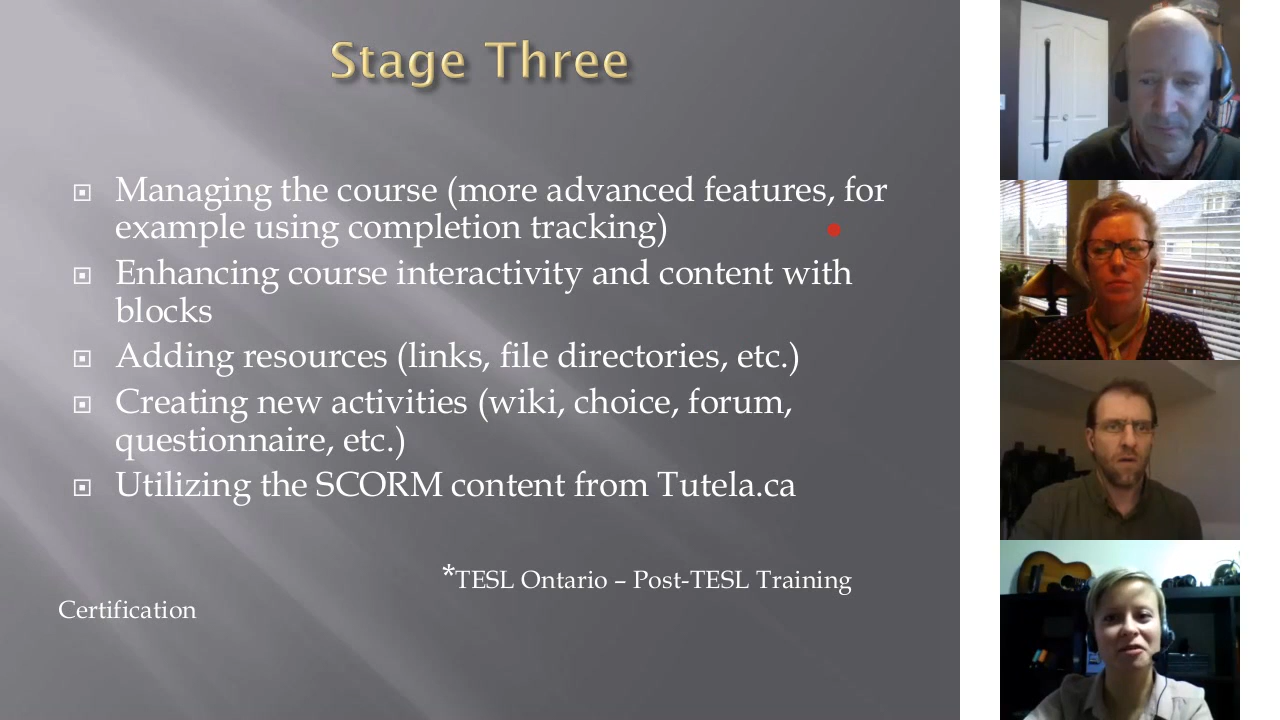 Stage Three
Managing the course (more advanced features, for
example using completion tracking)
Enhancing course interactivity and content with
blocks
Adding resources (links, file directories, etc.)
Creating new activities (wiki, choice, forum,
questionnaire, etc.)
Utilizing the SCORM content from Tutela.ca
*TESL Ontario – Post-TESL Training
Certification